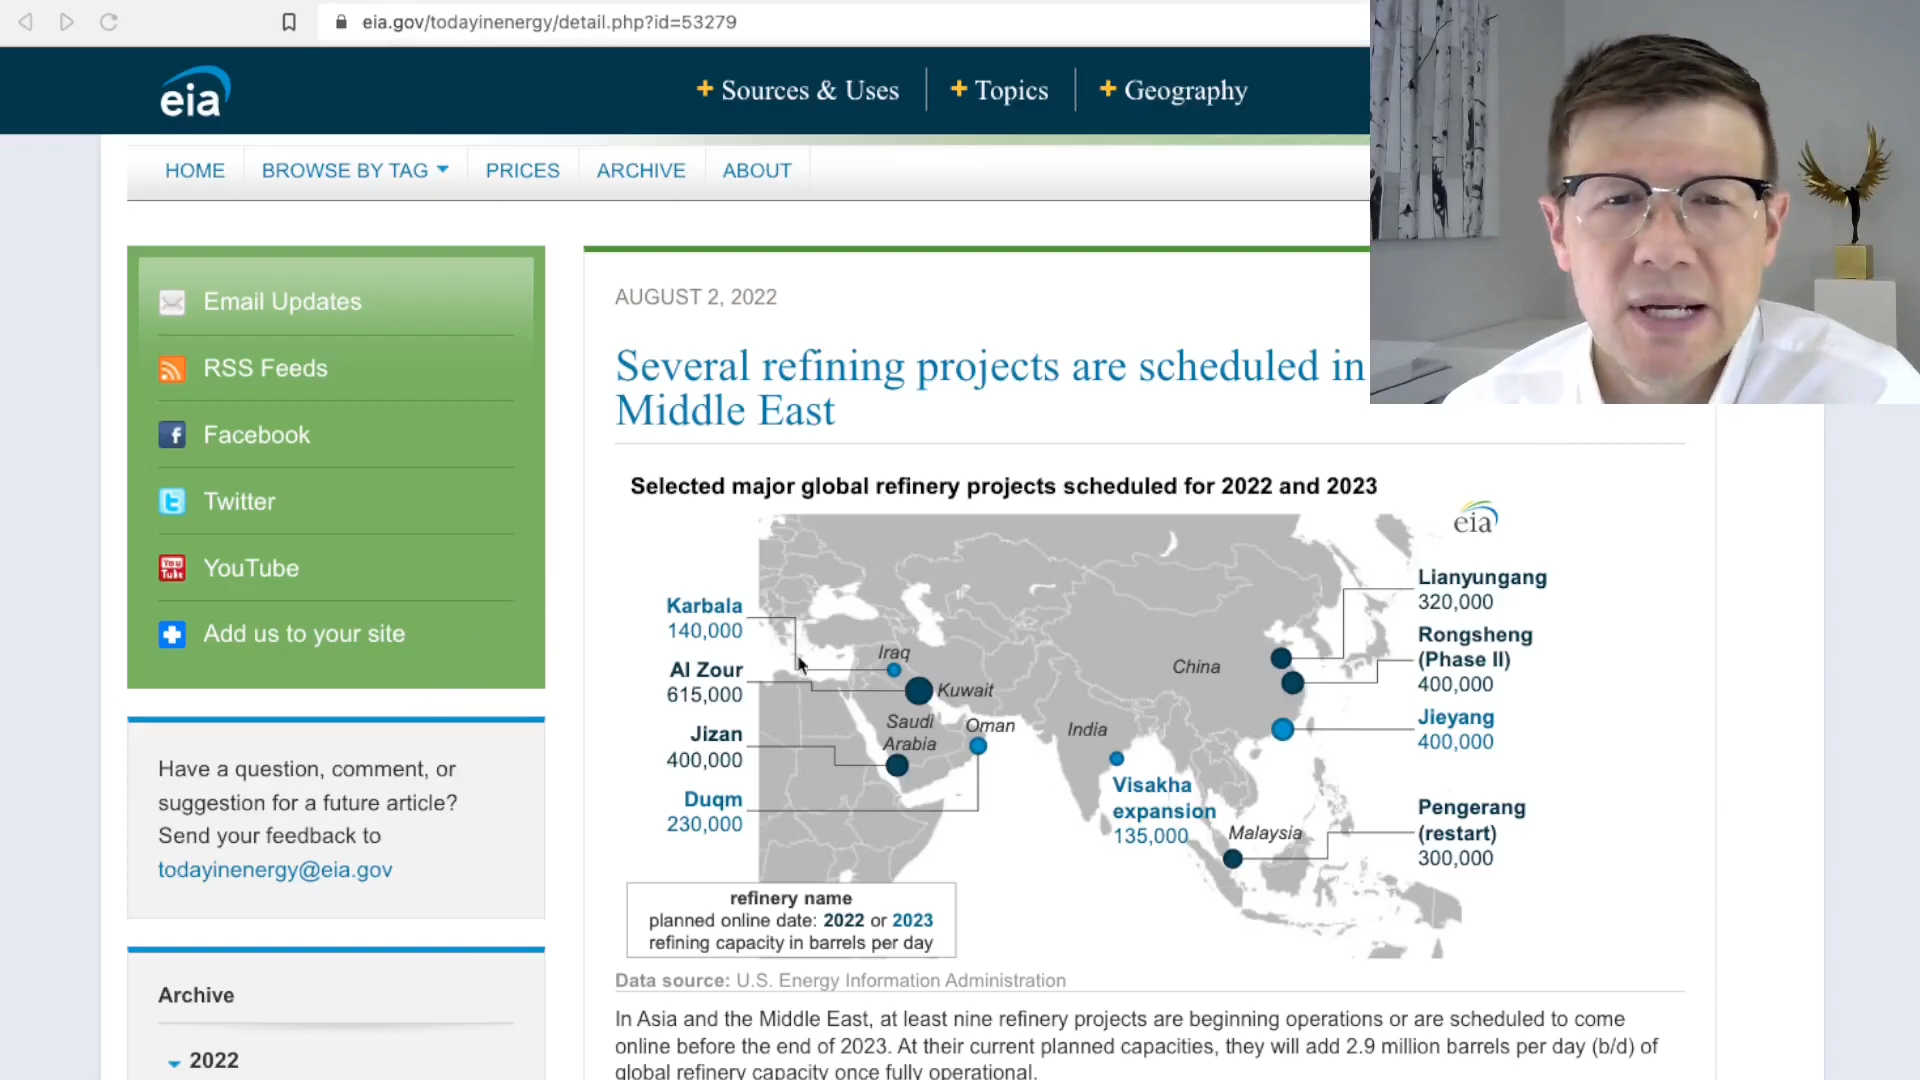 eia.gov/todayinenergy/detail.php?id=53279
eia
+ Sources & Uses
+ Topics
+ Geography
HOME
BROWSE BY TAG
PRICES
ARCHIVE
ABOUT
Email Updates
RSS Feeds
Facebook
Twitter
YouTube
Add us to your site
Have a question, comment, or
suggestion for a future article?
Send your feedback to
todayinenergy@eia.gov
Archive
2022
AUGUST 2, 2022
Several refining projects are scheduled in
Middle East
Selected major global refinery projects scheduled for 2022 and 2023
eia
Karbala
140,000
Al Zour
615,000
Jizan
400,000
Duqm
230,000
Iraq
Kuwait
Saudi
Arabia
Oman
India
China
Visakha
expansion
135,000
Malaysia
Lianyungang
320,000
Rongsheng
(Phase II)
400,000
Jieyang
400,000
Pengerang
(restart)
300,000
refinery name
planned online date: 2022 or 2023
refining capacity in barrels per day
Data source: U.S. Energy Information Administration
In Asia and the Middle East, at least nine refinery projects are beginning operations or are scheduled to come
online before the end of 2023. At their current planned capacities, they will add 2.9 million barrels per day (b/d) of
global refinery capacity once fully operational.